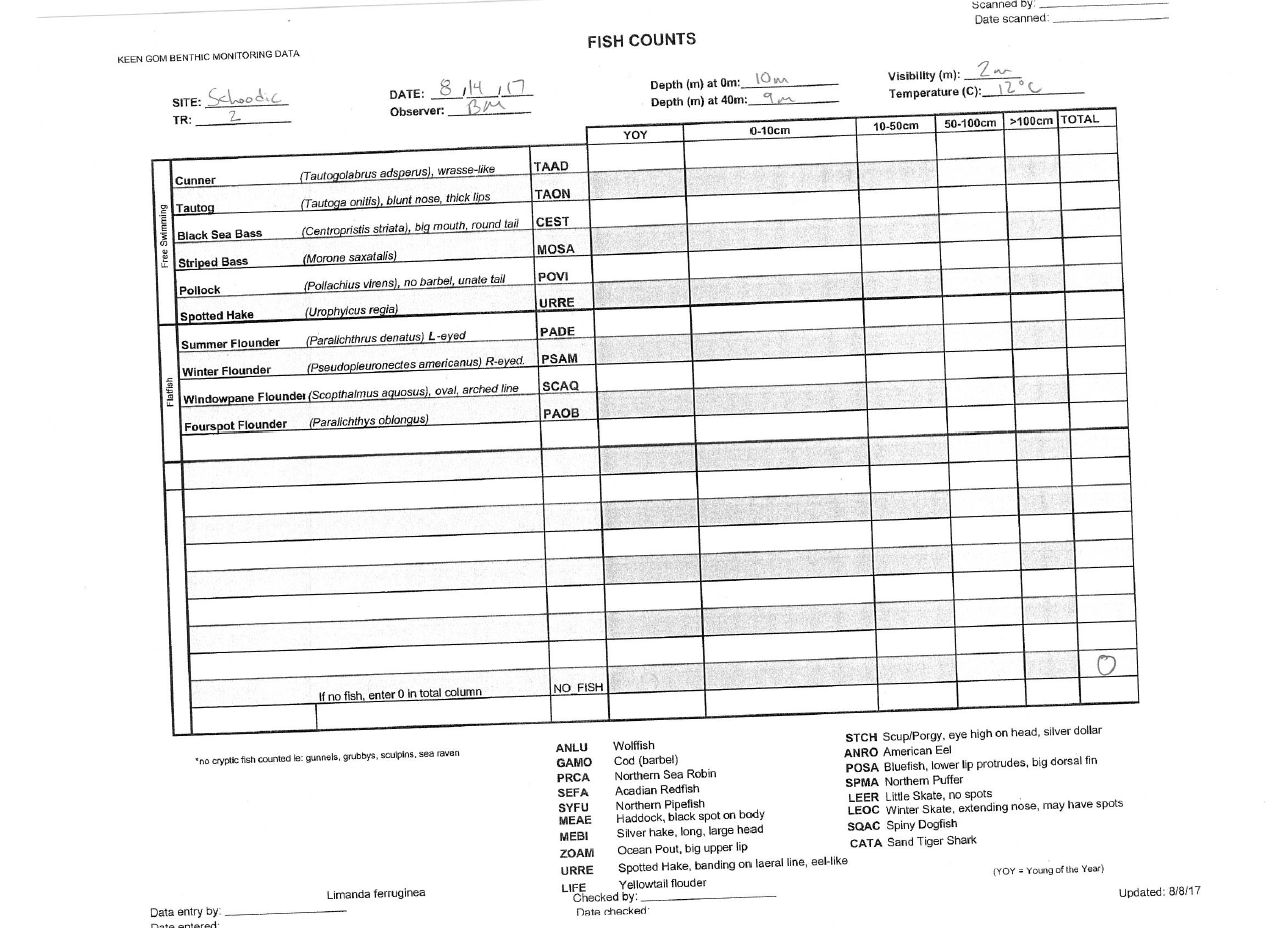 Scanned by:
Date scanned:
FISH COUNTS
KEEN GOM BENTHIC MONITORING DATA
SITE: Schoodic DATE: 8/4/17 Depth (m) at 0m: 10m Visibility (m): 2m
TR: 2 Observer: BM Depth (m) at 40m: 9m Temperature (C): 12°C
YOY 0-10cm 10-50cm 50-100cm >100cm TOTAL
Free Swimming
Cunner (Tautogolabrus adsperus), wrasse-like TAAD
Tautog (Tautoga onitis), blunt nose, thick lips TAON
Black Sea Bass (Centropristis striata), big mouth, round tail CEST
Striped Bass (Morone saxatalis) MOSA
Pollock (Pollachius virens), no barbel, unate tail POVI
Spotted Hake (Urophylcus regia) URRE
Flatfish
Summer Flounder (Paralichthrus denatus) L-eyed PADE
Winter Flounder (Pseudopleuronectes americanus) R-eyed. PSAM
Windowpane Flounder (Scopthalmus aquosus), oval, arched line SCAQ
Fourspot Flounder (Paralichthys oblongus) PAOB
If no fish, enter 0 in total column NO_FISH 0
*no cryptic fish counted ie: gunnels, grubbys, sculpins, sea raven
ANLU Wolffish
GAMO Cod (barbel)
PRCA Northern Sea Robin
SEFA Acadian Redfish
SYFU Northern Pipefish
MEAE Haddock, black spot on body
MEBI Silver hake, long, large head
ZOAM Ocean Pout, big upper lip
URRE Spotted Hake, banding on laeral line, eel-like
LIFE Yellowtail flouder
STCH Scup/Porgy, eye high on head, silver dollar
ANRO American Eel
POSA Bluefish, lower lip protrudes, big dorsal fin
SPMA Northern Puffer
LEER Little Skate, no spots
LEOC Winter Skate, extending nose, may have spots
SQAC Spiny Dogfish
CATA Sand Tiger Shark
(YOY = Young of the Year)
Limanda ferruginea
Data entry by: Checked by: Updated: 8/8/17
Date entered: Date checked: